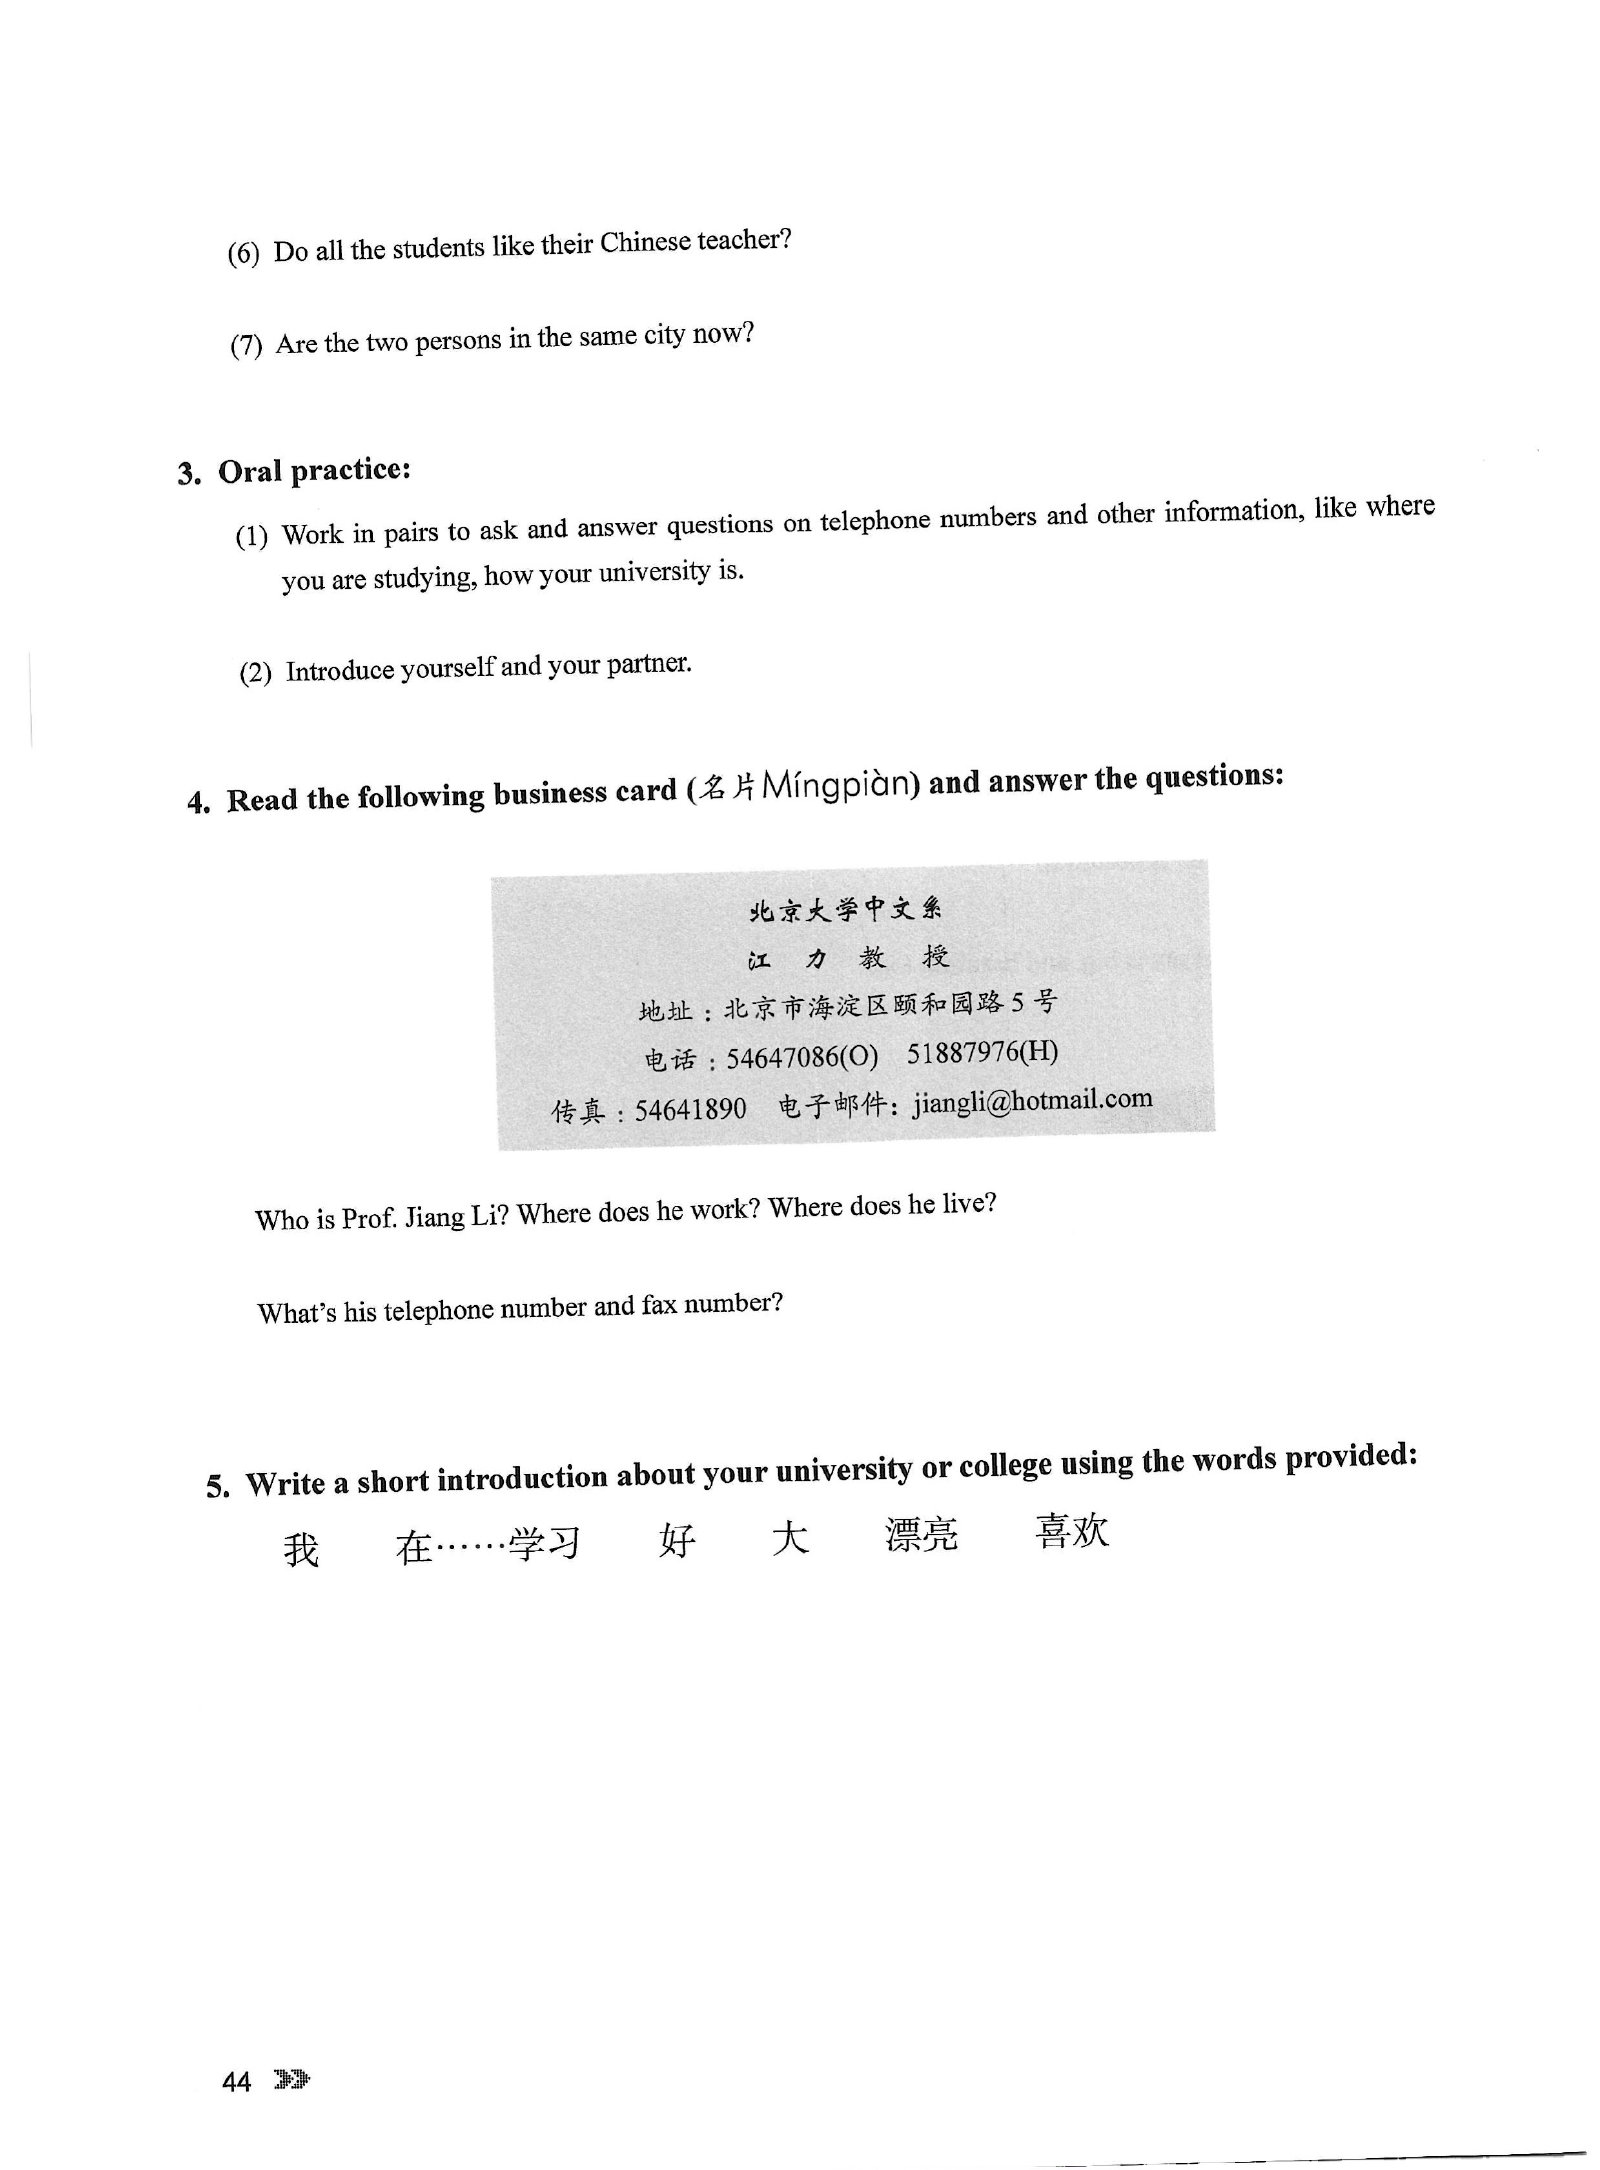 (6) Do all the students like their Chinese teacher?
(7) Are the two persons in the same city now?
3. Oral practice:
(1) Work in pairs to ask and answer questions on telephone numbers and other information, like where
you are studying, how your university is.
(2) Introduce yourself and your partner.
4. Read the following business card (名片 Míngpiàn) and answer the questions:
北京大学中文系
江 力 教 授
地址：北京市海淀区颐和园路 5 号
电话：54647086(O) 51887976(H)
传真：54641890 电子邮件：jiangli@hotmail.com
Who is Prof. Jiang Li? Where does he work? Where does he live?
What's his telephone number and fax number?
5. Write a short introduction about your university or college using the words provided:
我 在……学习 好 大 漂亮 喜欢
44